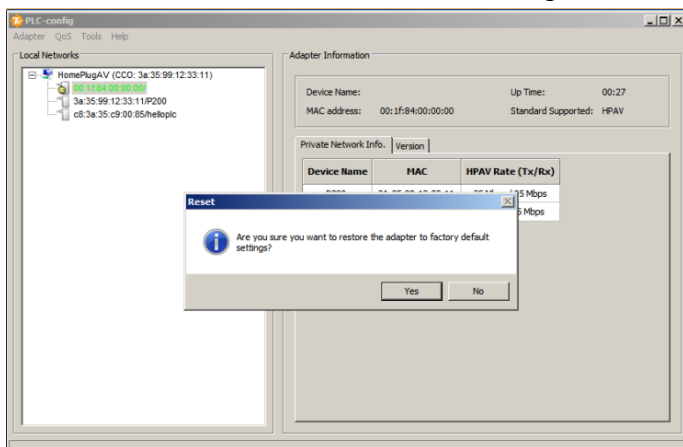 PLC-config
Adapter QoS Tools Help
Local Networks
HomePlugAV (CCO: 3a:35:99:12:33:11)
00:1f:84:00:00:00/
3a:35:99:12:33:11/P200
c8:3a:35:c9:00:85/helloplc
Adapter Information
Device Name: Up Time: 00:27
MAC address: 00:1f:84:00:00:00 Standard Supported: HPAV
Private Network Info. Version
Device Name MAC HPAV Rate (Tx/Rx)
Mbps
Mbps
Reset
Are you sure you want to restore the adapter to factory default
settings?
Yes No